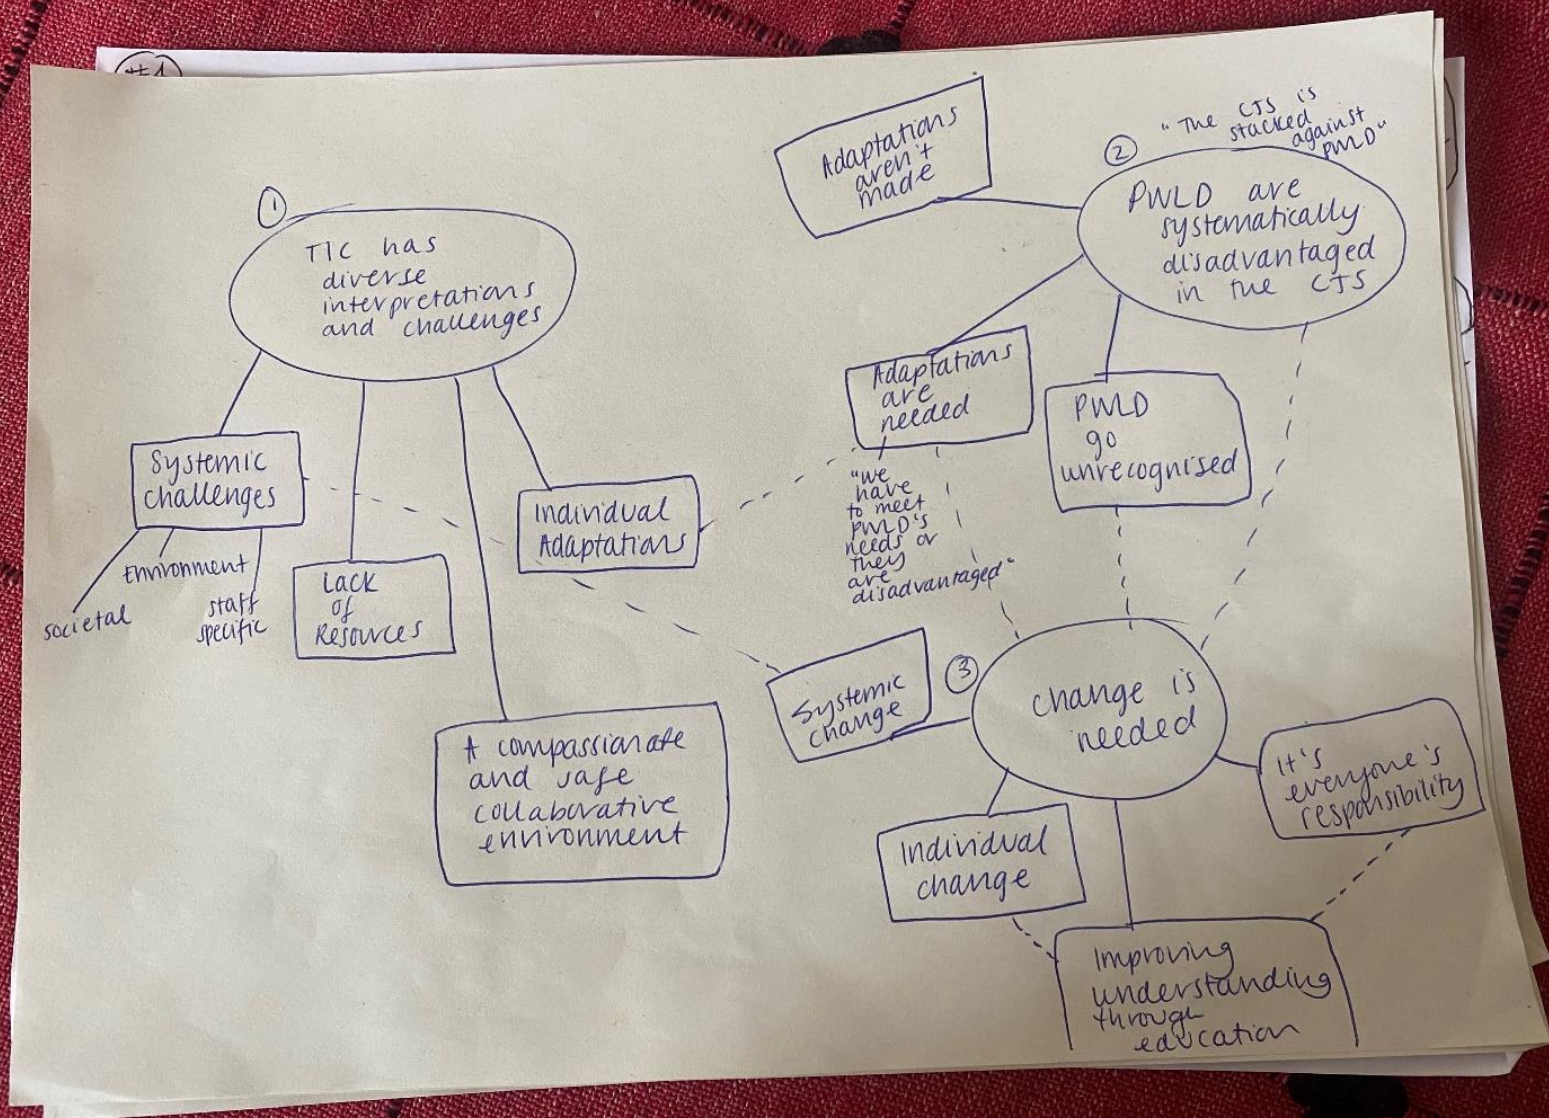 #1
①
TIC has
diverse
interpretations
and challenges
Systemic
challenges
societal
Environment
staff
specific
Lack
of
Resources
A compassionate
and safe
collaborative
environment
Individual
Adaptations
②
"The CJS is
stacked
against
PWLD"
PWLD are
systematically
disadvantaged
in the CJS
Adaptations
aren't
made
Adaptations
are
needed
"we
have
to meet
PWLD's
needs or
they
are
disadvantaged"
PWLD
go
unrecognised
③
change is
needed
Systemic
change
Individual
change
Improving
understanding
through
education
It's
everyone's
responsibility